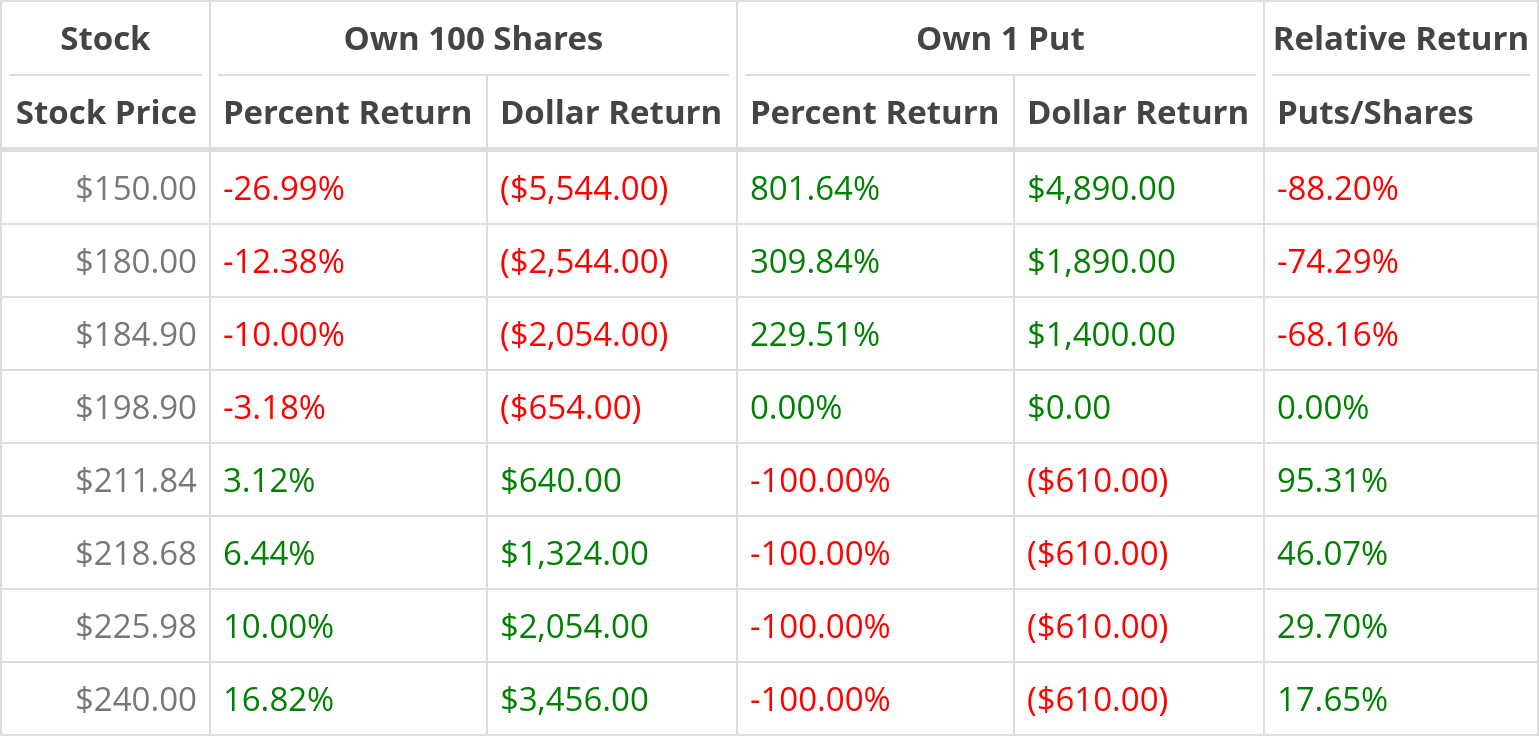 Stock Own 100 Shares Own 1 Put Relative Return
Stock Price Percent Return Dollar Return Percent Return Dollar Return Puts/Shares
$150.00 -26.99% ($5,544.00) 801.64% $4,890.00 -88.20%
$180.00 -12.38% ($2,544.00) 309.84% $1,890.00 -74.29%
$184.90 -10.00% ($2,054.00) 229.51% $1,400.00 -68.16%
$198.90 -3.18% ($654.00) 0.00% $0.00 0.00%
$211.84 3.12% $640.00 -100.00% ($610.00) 95.31%
$218.68 6.44% $1,324.00 -100.00% ($610.00) 46.07%
$225.98 10.00% $2,054.00 -100.00% ($610.00) 29.70%
$240.00 16.82% $3,456.00 -100.00% ($610.00) 17.65%